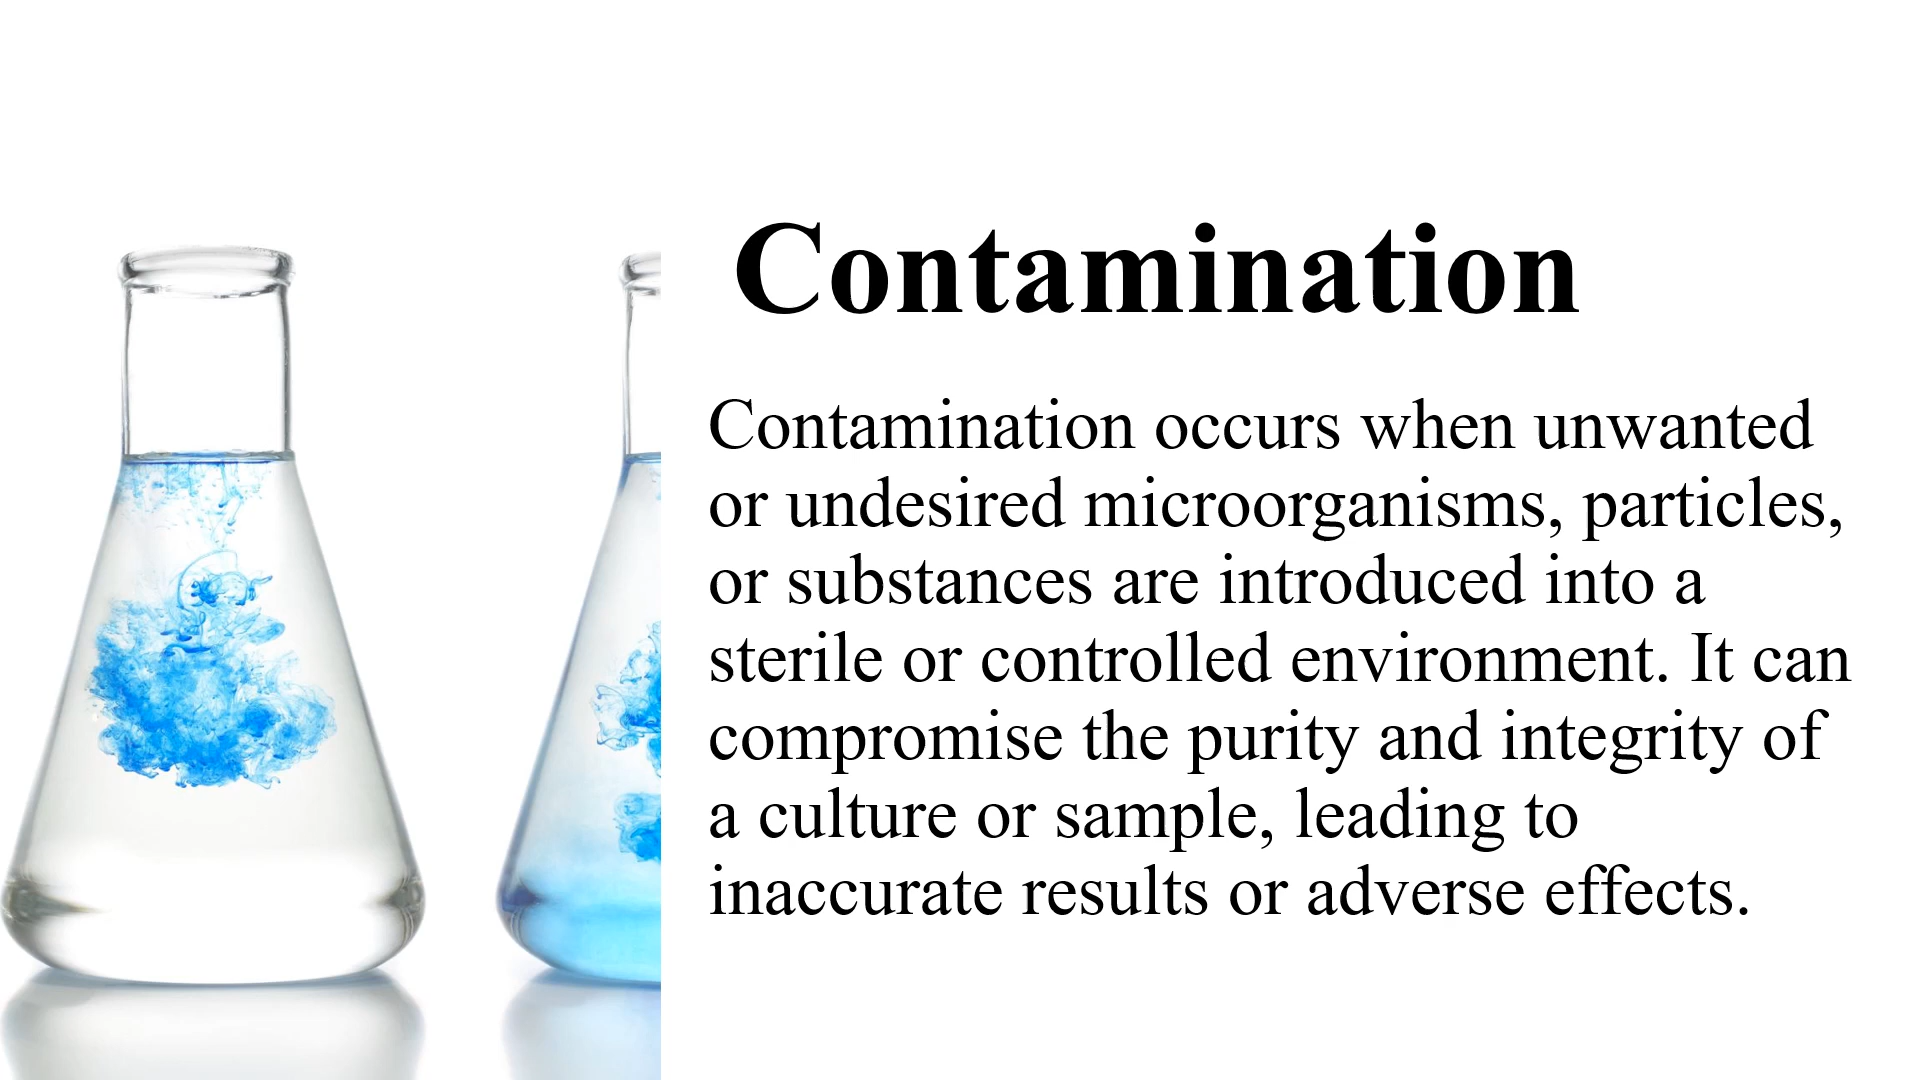 Contamination
Contamination occurs when unwanted
or undesired microorganisms, particles,
or substances are introduced into a
sterile or controlled environment. It can
compromise the purity and integrity of
a culture or sample, leading to
inaccurate results or adverse effects.